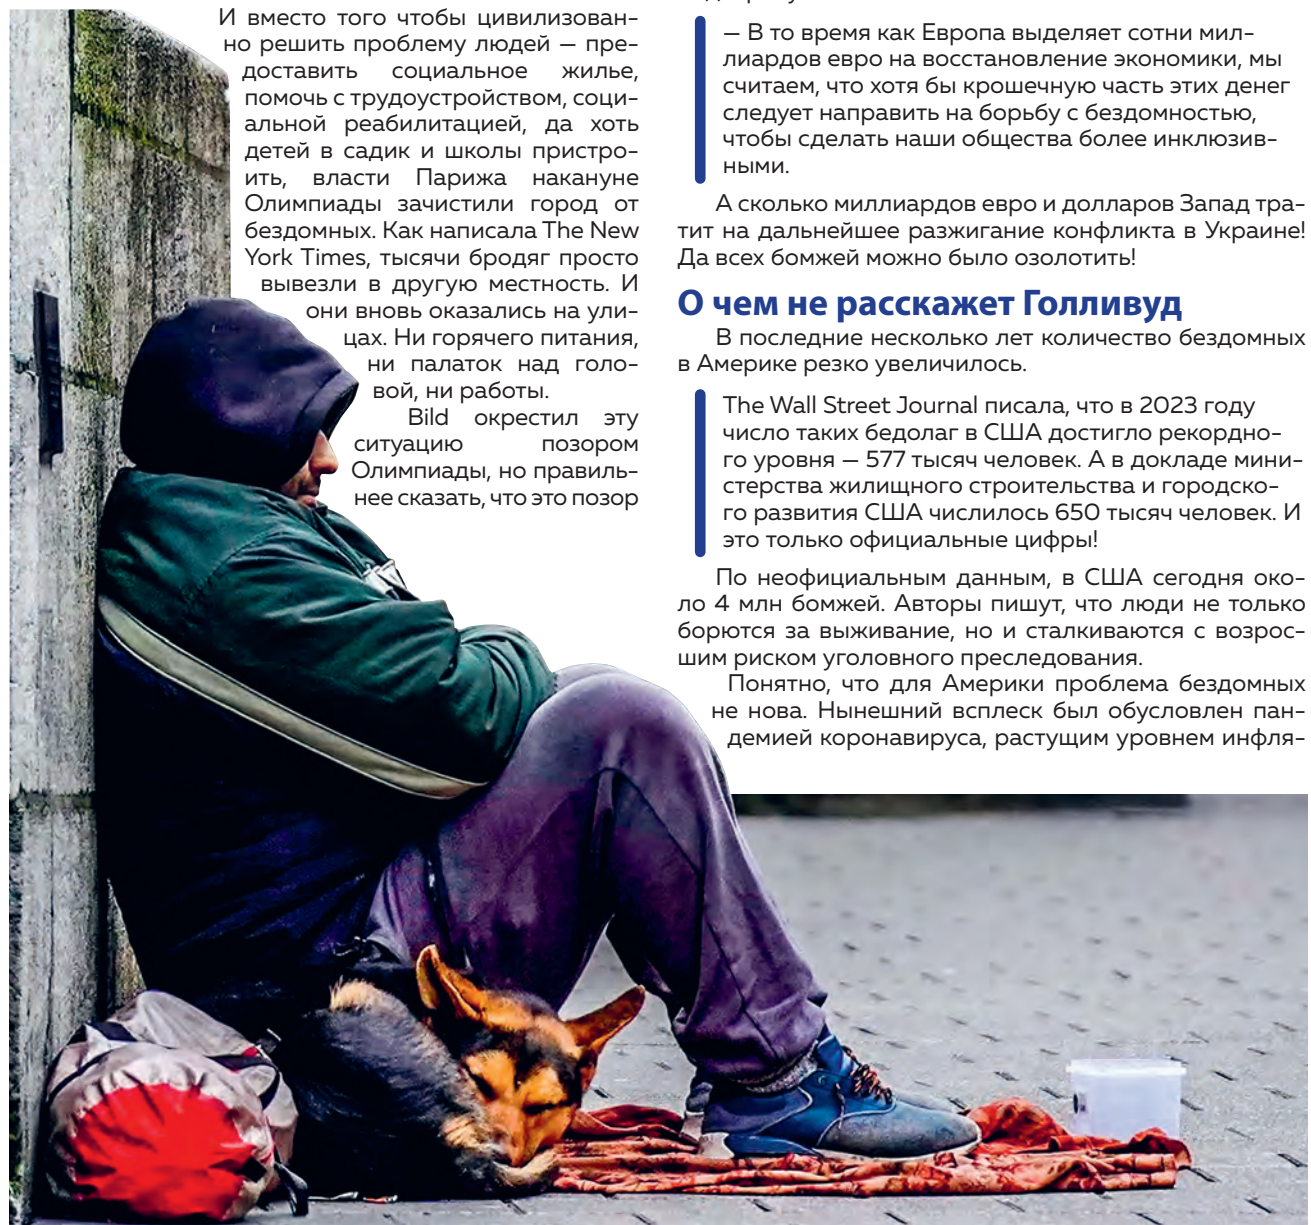 И вместо того чтобы цивилизован-
но решить проблему людей — пре-
доставить социальное жилье,
помочь с трудоустройством, соци-
альной реабилитацией, да хоть
детей в садик и школы пристро-
ить, власти Парижа накануне
Олимпиады зачистили город от
бездомных. Как написала The New
York Times, тысячи бродяг просто
вывезли в другую местность. И
они вновь оказались на ули-
цах. Ни горячего питания,
ни палаток над голо-
вой, ни работы.
Bild окрестил эту
ситуацию позором
Олимпиады, но правиль-
нее сказать, что это позор
— В то время как Европа выделяет сотни мил-
лиардов евро на восстановление экономики, мы
считаем, что хотя бы крошечную часть этих денег
следует направить на борьбу с бездомностью,
чтобы сделать наши общества более инклюзив-
ными.
А сколько миллиардов евро и долларов Запад тра-
тит на дальнейшее разжигание конфликта в Украине!
Да всех бомжей можно было озолотить!
О чем не расскажет Голливуд
В последние несколько лет количество бездомных
в Америке резко увеличилось.
The Wall Street Journal писала, что в 2023 году
число таких бедолаг в США достигло рекордно-
го уровня — 577 тысяч человек. А в докладе мини-
стерства жилищного строительства и городско-
го развития США числилось 650 тысяч человек. И
это только официальные цифры!
По неофициальным данным, в США сегодня око-
ло 4 млн бомжей. Авторы пишут, что люди не только
борются за выживание, но и сталкиваются с возрос-
шим риском уголовного преследования.
Понятно, что для Америки проблема бездомных
не нова. Нынешний всплеск был обусловлен пан-
демией коронавируса, растущим уровнем инфля-